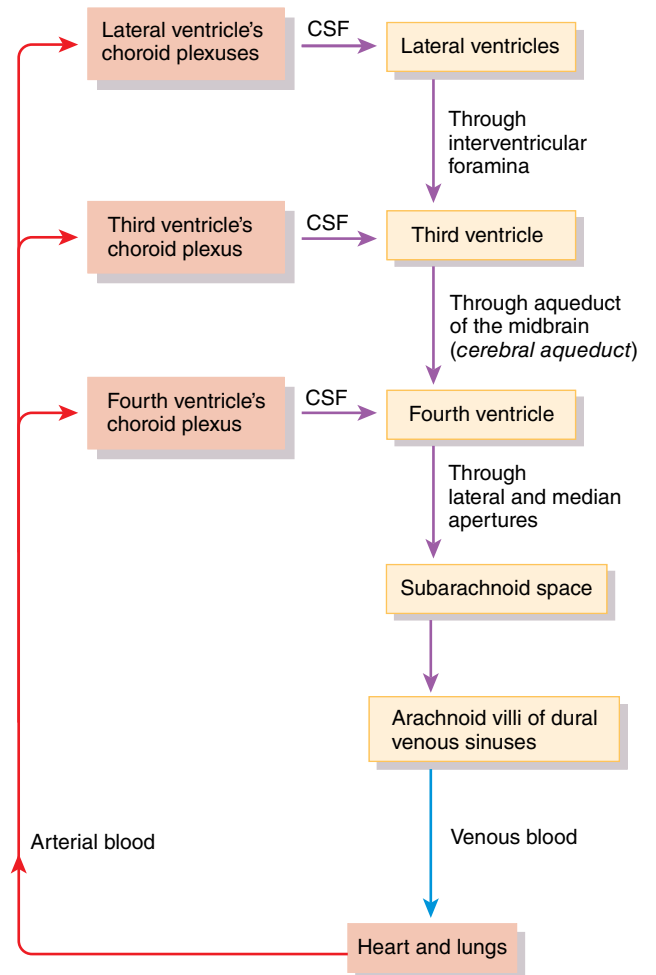 Lateral ventricle's
choroid plexuses
CSF
Lateral ventricles
Through
interventricular
foramina
Third ventricle's
choroid plexus
CSF
Third ventricle
Through aqueduct
of the midbrain
(cerebral aqueduct)
Fourth ventricle's
choroid plexus
CSF
Fourth ventricle
Through
lateral and median
apertures
Subarachnoid space
Arachnoid villi of dural
venous sinuses
Arterial blood
Venous blood
Heart and lungs